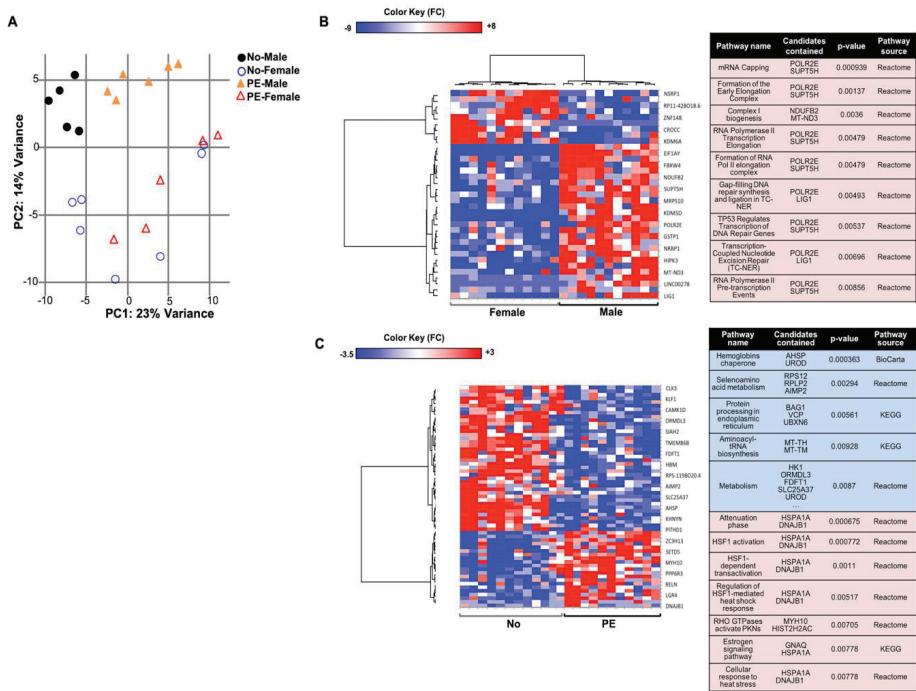 A
No-Male
No-Female
PE-Male
PE-Female
5
0
-5
-10
-10
-5
0
5
10
PC2: 14% Variance
PC1: 23% Variance
B
Color Key (FC)
-9
+8
NSRP1
RP11-428O18.6
ZNF148
CROCC
KDM6A
EIF1AY
FBXW4
NDUFB2
SUPT5H
MRPS10
KDM5D
POLR2E
GSTP1
NRBP1
HIPK3
MT-ND3
LINC00278
LIG1
Female
Male
Pathway name
Candidates contained
p-value
Pathway source
mRNA Capping
POLR2E
SUPT5H
0.000939
Reactome
Formation of the
Early Elongation
Complex
POLR2E
SUPT5H
0.00137
Reactome
Complex I
biogenesis
NDUFB2
MT-ND3
0.0036
Reactome
RNA Polymerase II
Transcription
Elongation
POLR2E
SUPT5H
0.00479
Reactome
Formation of RNA
Pol II elongation
complex
POLR2E
SUPT5H
0.00479
Reactome
Gap-filling DNA
repair synthesis
and ligation in TC-
NER
POLR2E
LIG1
0.00493
Reactome
TP53 Regulates
Transcription of
DNA Repair Genes
POLR2E
SUPT5H
0.00537
Reactome
Transcription-
Coupled Nucleotide
Excision Repair
(TC-NER)
POLR2E
LIG1
0.00696
Reactome
RNA Polymerase II
Pre-transcription
Events
POLR2E
SUPT5H
0.00856
Reactome
C
Color Key (FC)
-3.5
+3
CLK3
KLF1
CAMK1D
ORMDL3
SIAH2
TMEM86B
FDFT1
HBM
RP5-1198O20.4
AIMP2
SLC25A37
AHSP
KHNYN
PITHD1
ZC3H13
SETD5
MYH10
PPP6R3
RELN
LGR4
DNAJB1
No
PE
Pathway
name
Candidates
contained
p-value
Pathway
source
Hemoglobins
chaperone
AHSP
UROD
0.000363
BioCarta
Selenoamino
acid metabolism
RPS12
RPLP2
AIMP2
0.00294
Reactome
Protein
processing in
endoplasmic
reticulum
BAG1
VCP
UBXN6
0.00561
KEGG
Aminoacyl-
tRNA
biosynthesis
MT-TH
MT-TM
0.00928
KEGG
Metabolism
HK1
ORMDL3
FDFT1
SLC25A37
UROD
...
0.0087
Reactome
Attenuation
phase
HSPA1A
DNAJB1
0.000675
Reactome
HSF1 activation
HSPA1A
DNAJB1
0.000772
Reactome
HSF1-
dependent
transactivation
HSPA1A
DNAJB1
0.0011
Reactome
Regulation of
HSF1-mediated
heat shock
response
HSPA1A
DNAJB1
0.00517
Reactome
RHO GTPases
activate PKNs
MYH10
HIST2H2AC
0.00705
Reactome
Estrogen
signaling
pathway
GNAQ
HSPA1A
0.00778
KEGG
Cellular
response to
heat stress
HSPA1A
DNAJB1
0.00778
Reactome